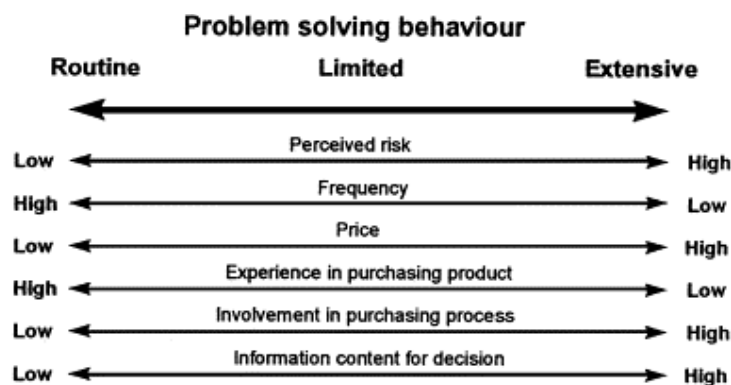 Problem solving behaviour
Routine Limited Extensive
Perceived risk
Low High
Frequency
High Low
Price
Low High
Experience in purchasing product
High Low
Involvement in purchasing process
Low High
Information content for decision
Low High